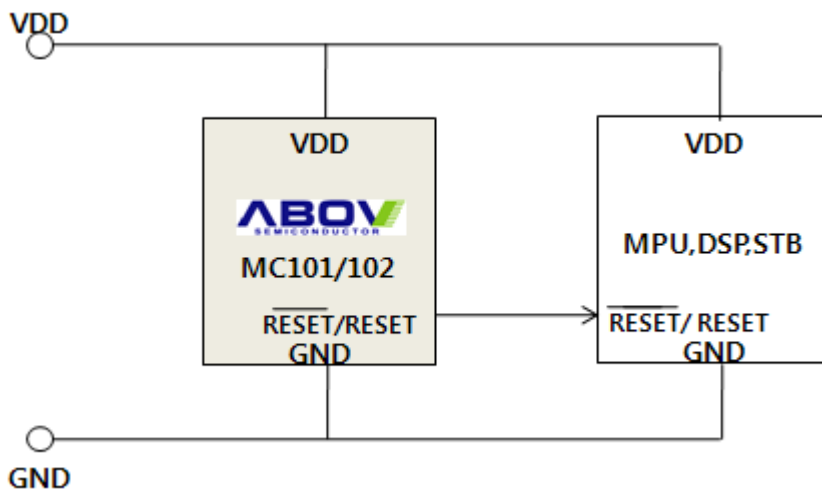 VDD
VDD
VDD
ABOV
SEMICONDUCTOR
MC101/102
MPU,DSP,STB
RESET/RESET
RESET/ RESET
GND
GND
GND